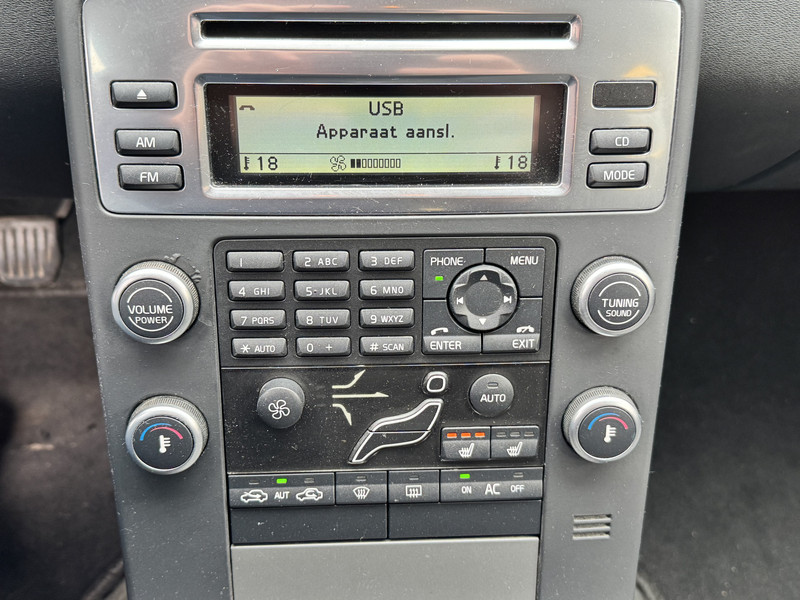 USB
Apparaat aansl.
18 18
AM
FM
CD
MODE
1 2 ABC 3 DEF
4 GHI 5-JKL 6 MNO
7 PQRS 8 TUV 9 WXYZ
* AUTO 0 + # SCAN
PHONE MENU
ENTER EXIT
VOLUME
POWER
TUNING
SOUND
AUTO
AUT
ON AC OFF